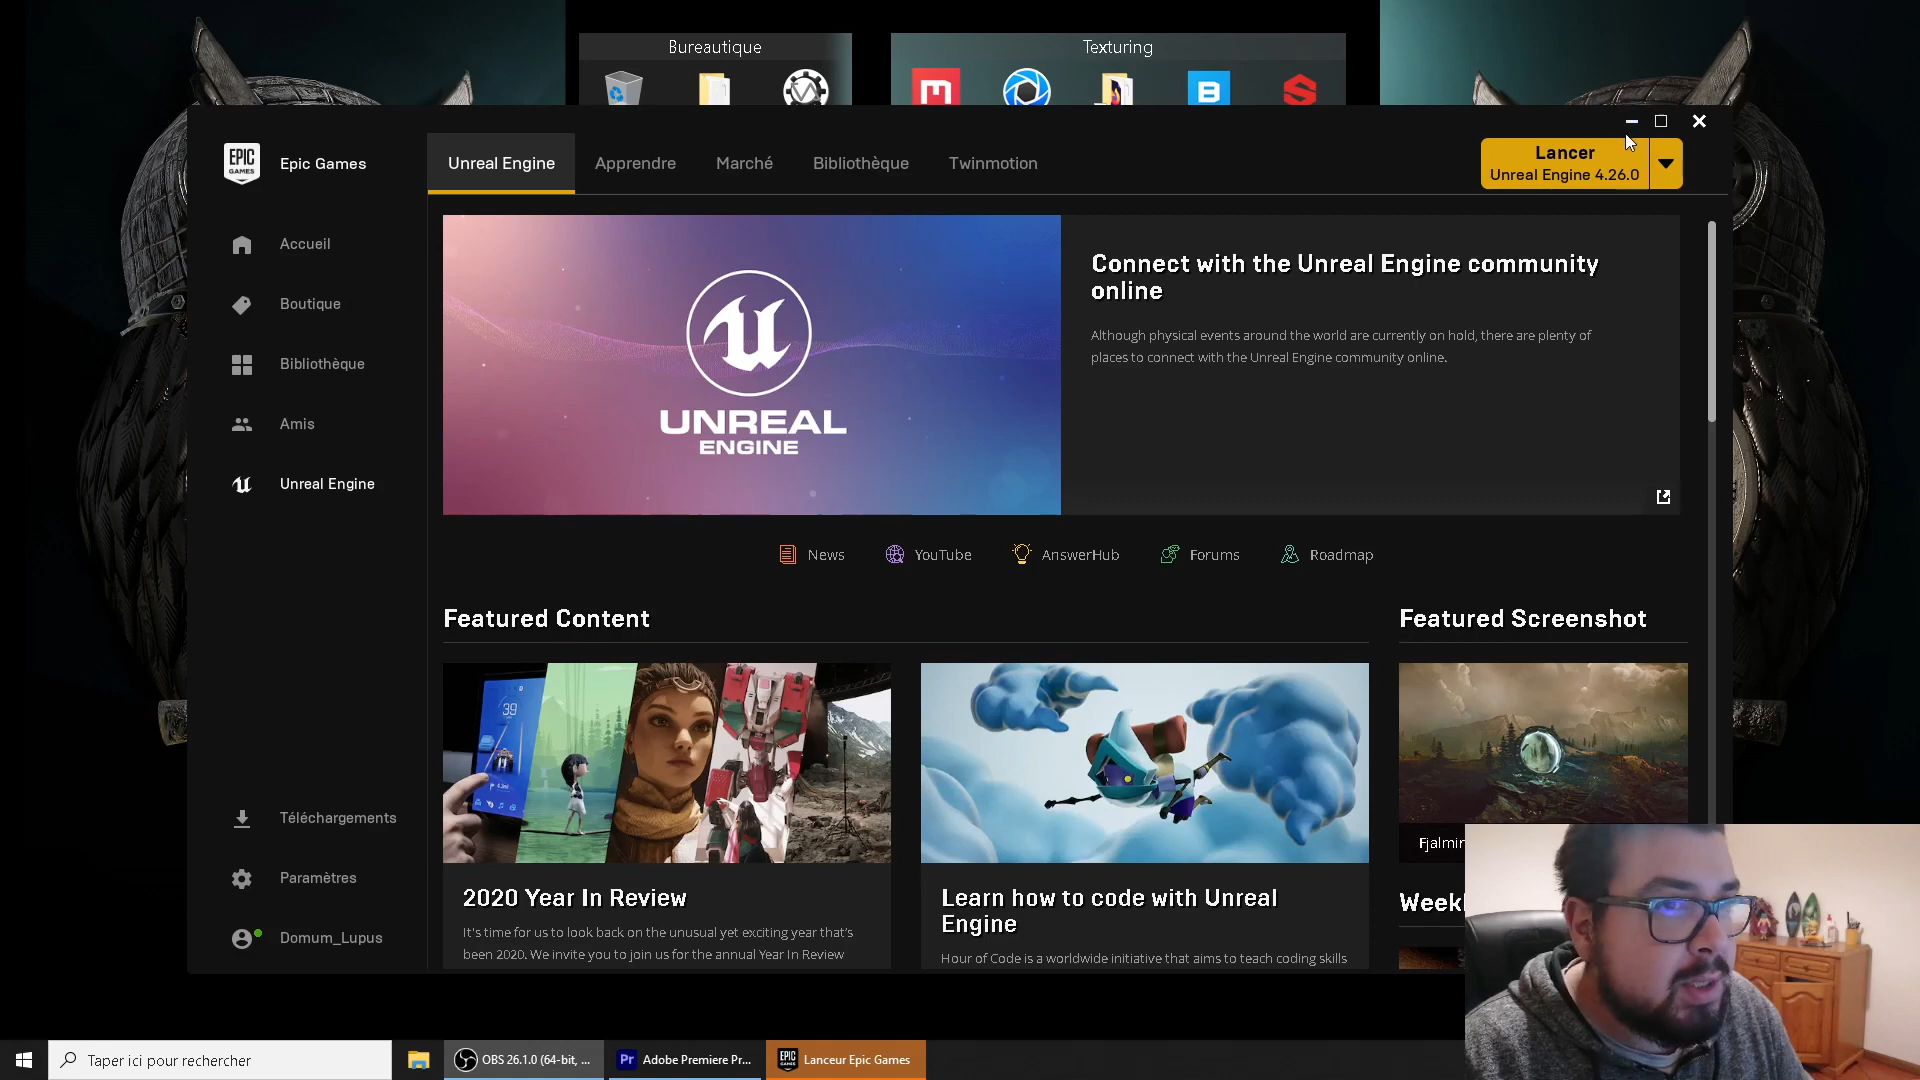 Bureautique
Texturing
EPIC GAMES
Epic Games
Unreal Engine
Apprendre
Marché
Bibliothèque
Twinmotion
Lancer
Unreal Engine 4.26.0
Accueil
Boutique
Bibliothèque
Amis
Unreal Engine
UNREAL
ENGINE
Connect with the Unreal Engine community
online
Although physical events around the world are currently on hold, there are plenty of
places to connect with the Unreal Engine community online.
News
YouTube
AnswerHub
Forums
Roadmap
Featured Content
Featured Screenshot
39
Fjalmir
2020 Year In Review
It's time for us to look back on the unusual yet exciting year that's
been 2020. We invite you to join us for the annual Year In Review
Learn how to code with Unreal
Engine
Hour of Code is a worldwide initiative that aims to teach coding skills
Téléchargements
Paramètres
Domum_Lupus
Taper ici pour rechercher
OBS 26.1.0 (64-bit, ...
Pr
Adobe Premiere Pr...
EPIC GAMES
Lanceur Epic Games